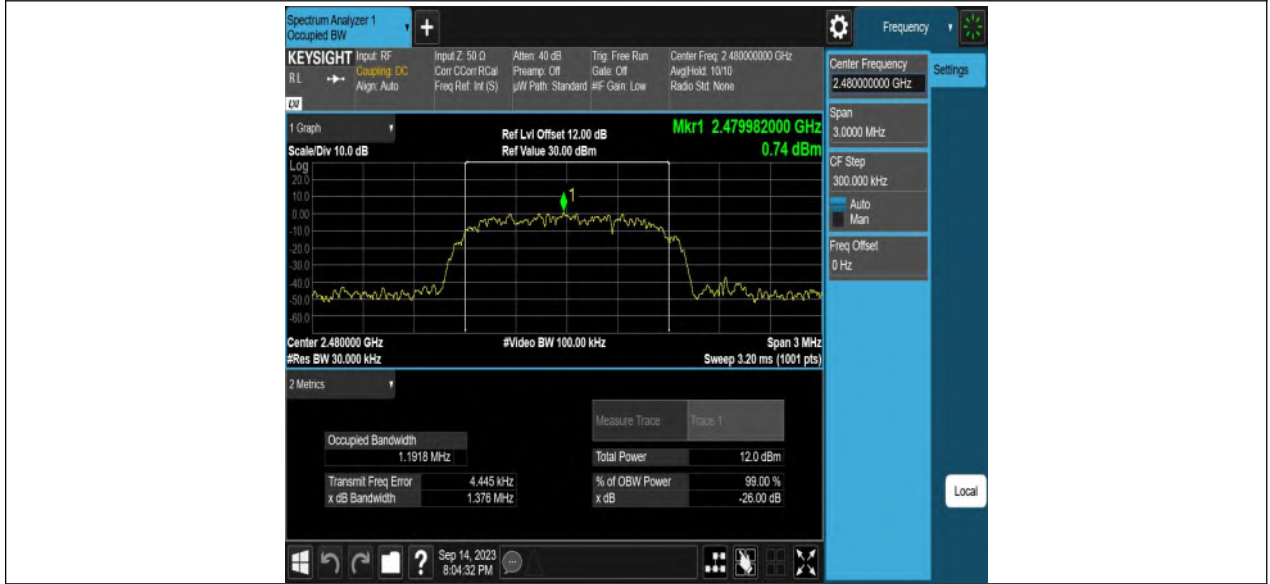 Spectrum Analyzer 1
Occupied BW
+
Frequency
KEYSIGHT
RL
LXI
Input: RF
Coupling: DC
Align: Auto
Input Z: 50 Ω
Corr CCorr RCal
Freq Ref: Int (S)
Atten: 40 dB
Preamp: Off
µW Path: Standard
Trig: Free Run
Gate: Off
#IF Gain: Low
Center Freq: 2.480000000 GHz
Avg|Hold: 10/10
Radio Std: None
Center Frequency
2.480000000 GHz
Settings
Span
3.0000 MHz
CF Step
300.000 kHz
Auto
Man
Freq Offset
0 Hz
Local
1 Graph
Scale/Div 10.0 dB
Ref Lvl Offset 12.00 dB
Ref Value 30.00 dBm
Mkr1 2.479982000 GHz
0.74 dBm
Log
20.0
10.0
0.00
-10.0
-20.0
-30.0
-40.0
-50.0
-60.0
1
Center 2.480000 GHz
#Res BW 30.000 kHz
#Video BW 100.00 kHz
Span 3 MHz
Sweep 3.20 ms (1001 pts)
2 Metrics
Measure Trace Trace 1
Occupied Bandwidth
1.1918 MHz
Total Power 12.0 dBm
Transmit Freq Error 4.445 kHz
% of OBW Power 99.00 %
x dB Bandwidth 1.376 MHz
x dB -26.00 dB
?
Sep 14, 2023
8:04:32 PM